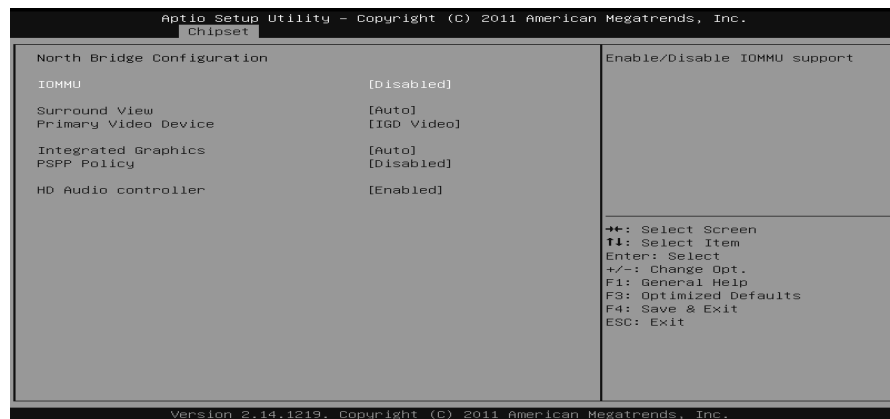 Aptio Setup Utility – Copyright (C) 2011 American Megatrends, Inc.
Chipset
North Bridge Configuration
IOMMU [Disabled]
Surround View [Auto]
Primary Video Device [IGD Video]
Integrated Graphics [Auto]
PSPP Policy [Disabled]
HD Audio controller [Enabled]
Enable/Disable IOMMU support
→←: Select Screen
↑↓: Select Item
Enter: Select
+/-: Change Opt.
F1: General Help
F3: Optimized Defaults
F4: Save & Exit
ESC: Exit
Version 2.14.1219. Copyright (C) 2011 American Megatrends, Inc.